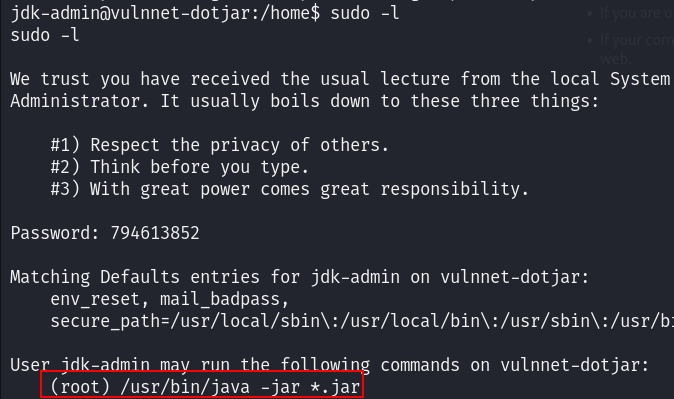 jdk-admin@vulnnet-dotjar:/home$ sudo -l
sudo -l
If you are u
If your com
web.
We trust you have received the usual lecture from the local System
Administrator. It usually boils down to these three things:
#1) Respect the privacy of others.
#2) Think before you type.
#3) With great power comes great responsibility.
Password: 794613852
Matching Defaults entries for jdk-admin on vulnnet-dotjar:
env_reset, mail_badpass,
secure_path=/usr/local/sbin\:/usr/local/bin\:/usr/sbin\:/usr/bi
User jdk-admin may run the following commands on vulnnet-dotjar:
(root) /usr/bin/java -jar *.jar